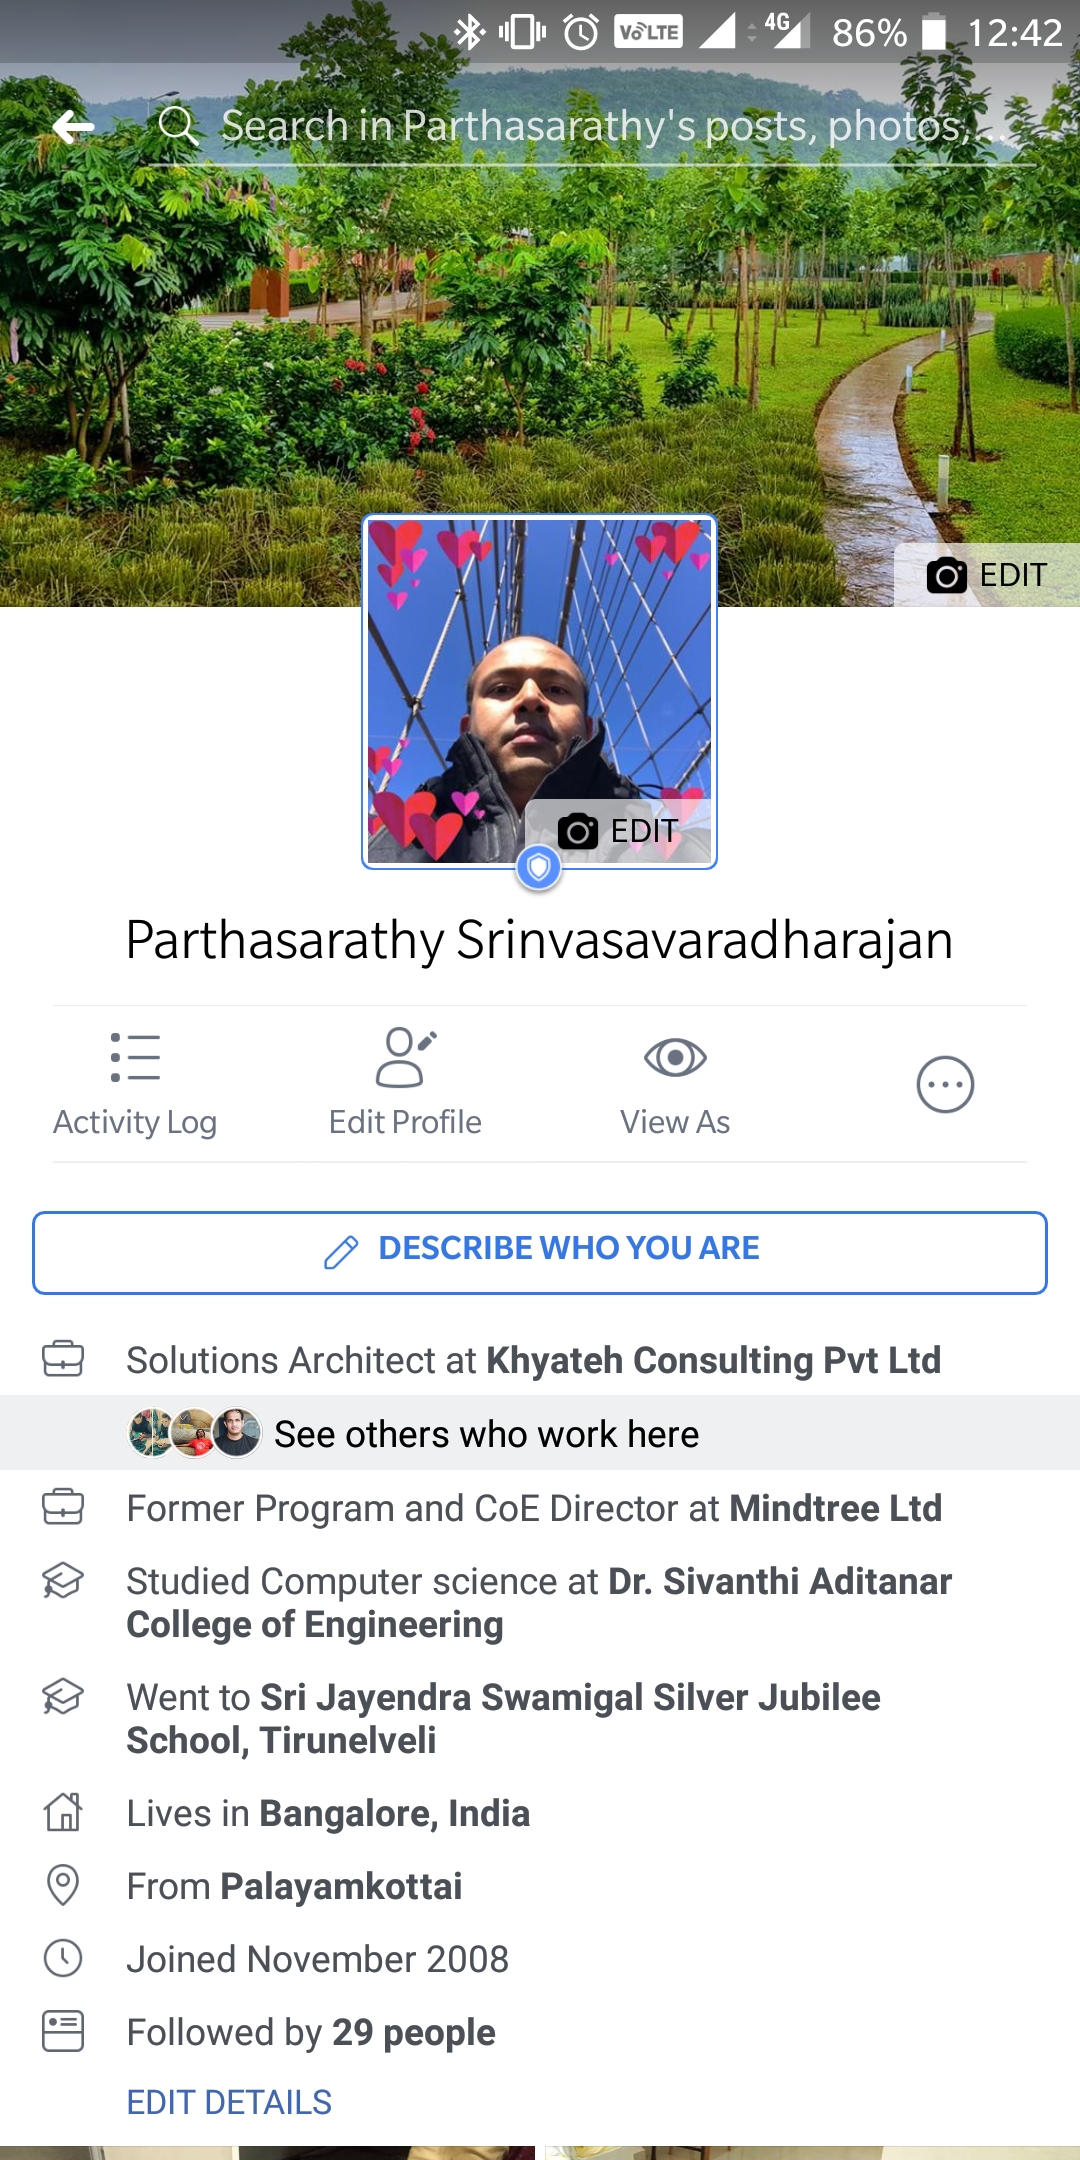 VoLTE 4G 86% 12:42
Search in Parthasarathy's posts, photos, ...
EDIT
EDIT
Parthasarathy Srinvasavaradharajan
Activity Log
Edit Profile
View As
DESCRIBE WHO YOU ARE
Solutions Architect at Khyateh Consulting Pvt Ltd
See others who work here
Former Program and CoE Director at Mindtree Ltd
Studied Computer science at Dr. Sivanthi Aditanar
College of Engineering
Went to Sri Jayendra Swamigal Silver Jubilee
School, Tirunelveli
Lives in Bangalore, India
From Palayamkottai
Joined November 2008
Followed by 29 people
EDIT DETAILS